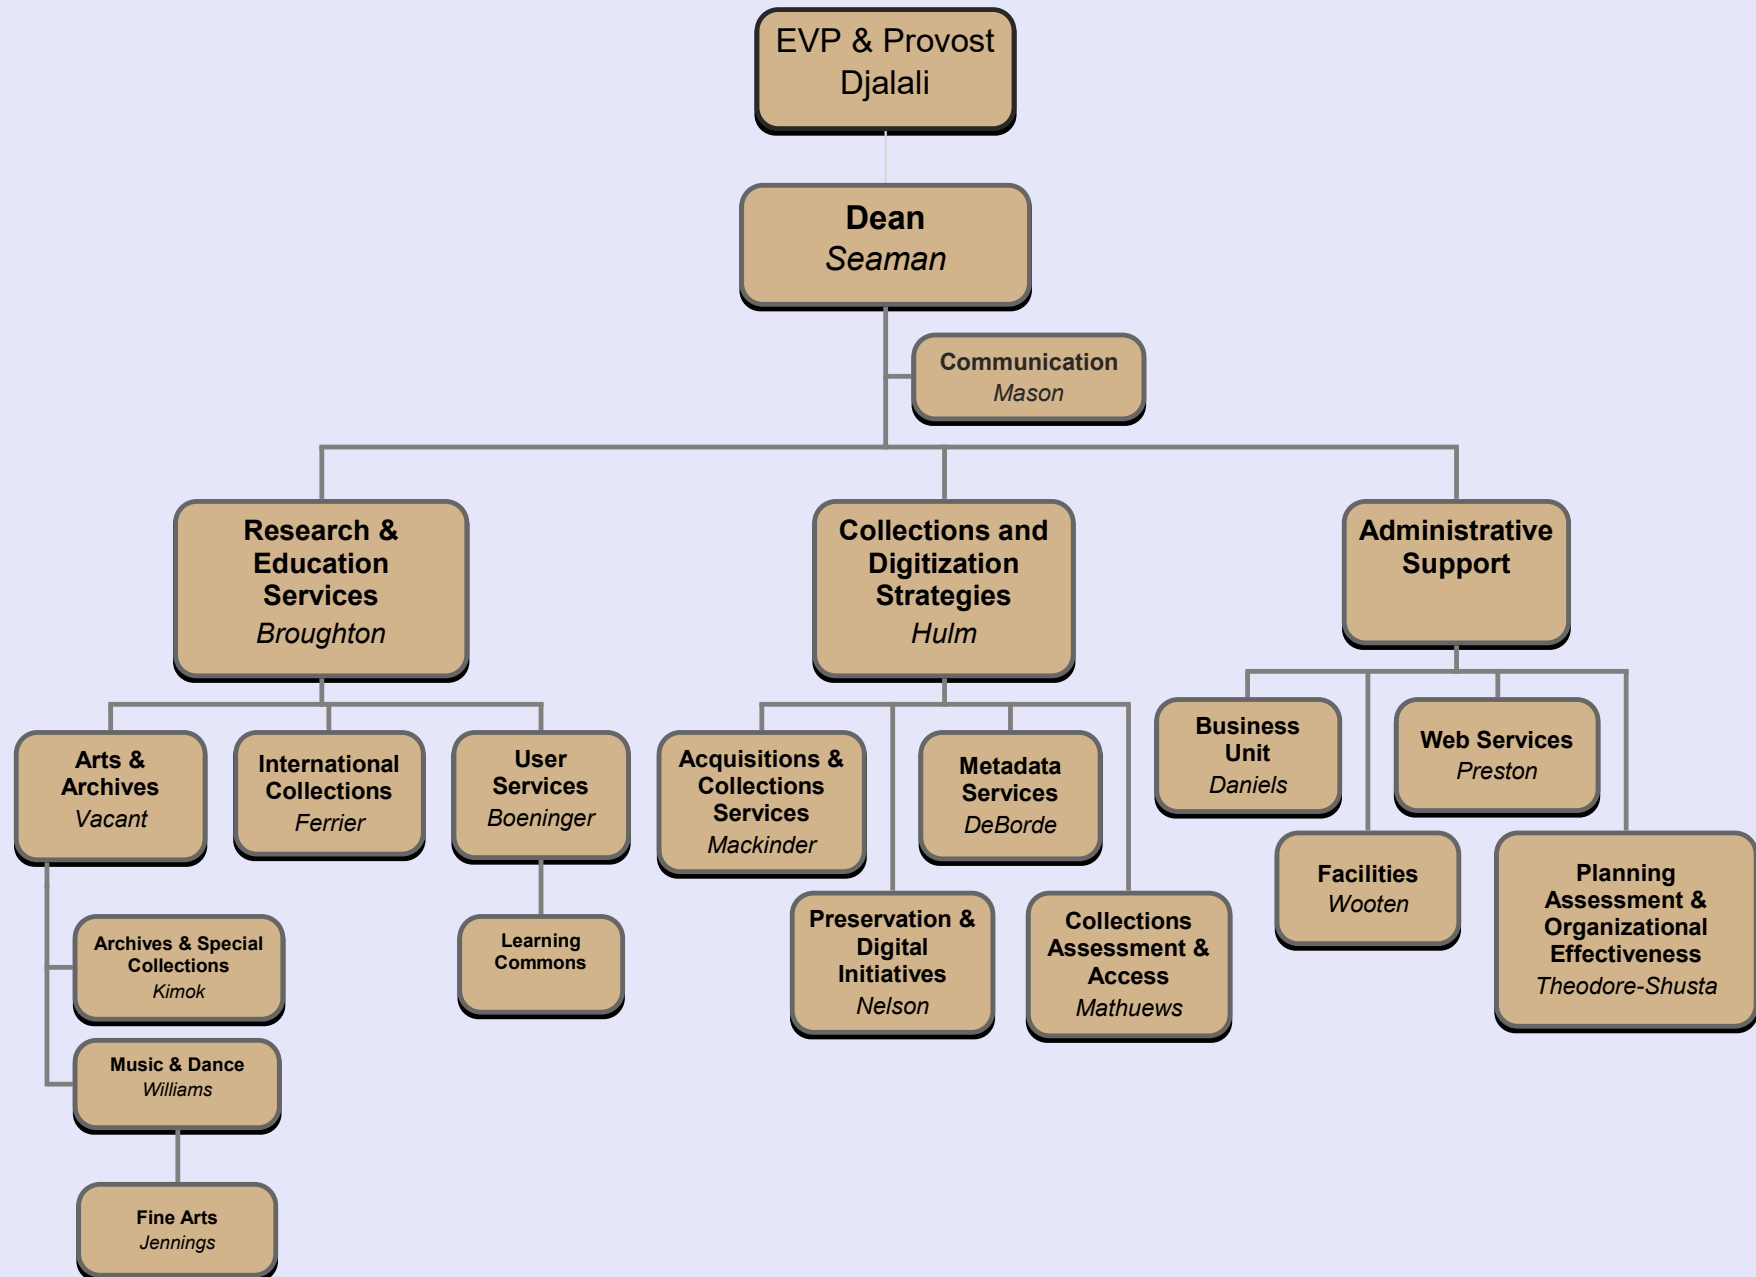 EVP & Provost
Djalali
Dean
Seaman
Communication
Mason
Research &
Education
Services
Broughton
Collections and
Digitization
Strategies
Hulm
Administrative
Support
Arts &
Archives
Vacant
International
Collections
Ferrier
User
Services
Boeninger
Acquisitions &
Collections
Services
Mackinder
Metadata
Services
DeBorde
Business
Unit
Daniels
Web Services
Preston
Archives & Special
Collections
Kimok
Learning
Commons
Preservation &
Digital
Initiatives
Nelson
Collections
Assessment &
Access
Mathuews
Facilities
Wooten
Planning
Assessment &
Organizational
Effectiveness
Theodore-Shusta
Music & Dance
Williams
Fine Arts
Jennings